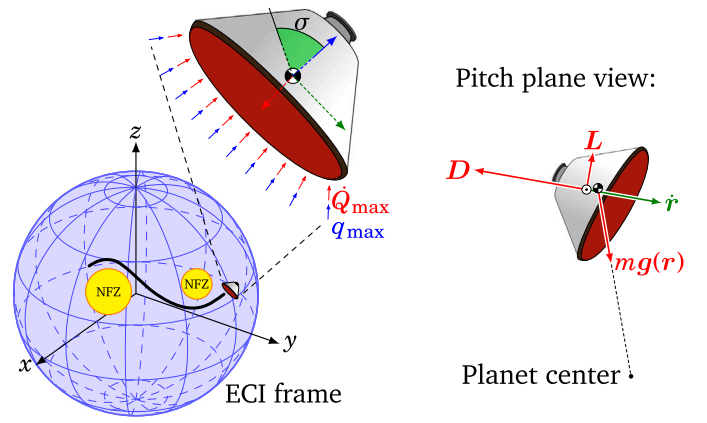 σ
Pitch plane view:
z
L
D
ṙ
Q̇max
qmax
mg(r)
NFZ
NFZ
y
x
Planet center
ECI frame